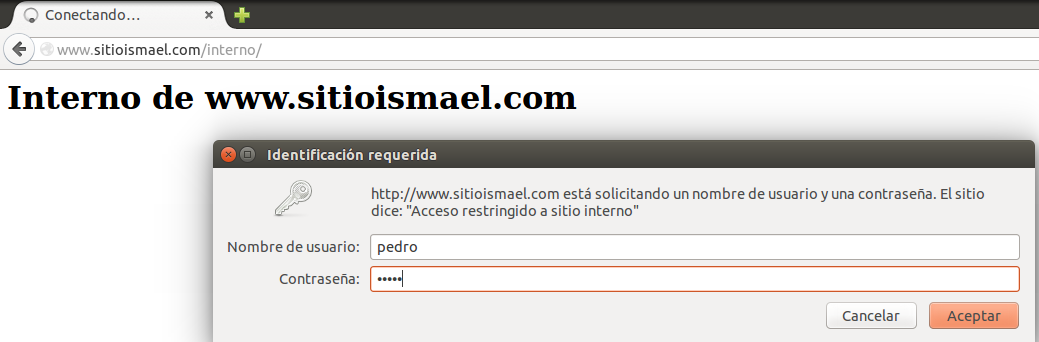 Conectando...
www.sitioismael.com/interno/
Interno de www.sitioismael.com
Identificación requerida
http://www.sitioismael.com está solicitando un nombre de usuario y una contraseña. El sitio
dice: "Acceso restringido a sitio interno"
Nombre de usuario: pedro
Contraseña: •••••
Cancelar Aceptar